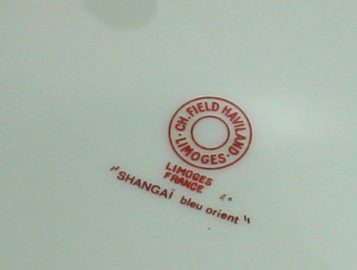 CH. FIELD HAVILAND
· LIMOGES ·
LIMOGES
FRANCE
"SHANGAÏ bleu orient"